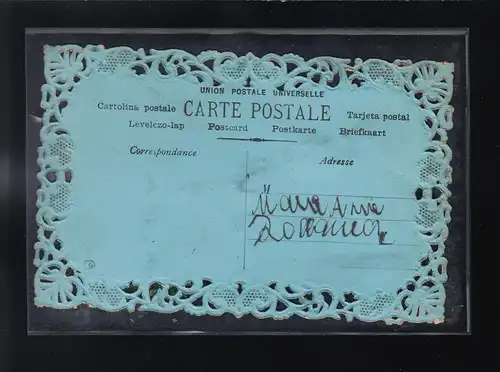 UNION POSTALE UNIVERSELLE
Cartolina postale CARTE POSTALE Tarjeta postal
Levelezo-lap Postcard Postkarte Briefkaart
Correspondance Adresse